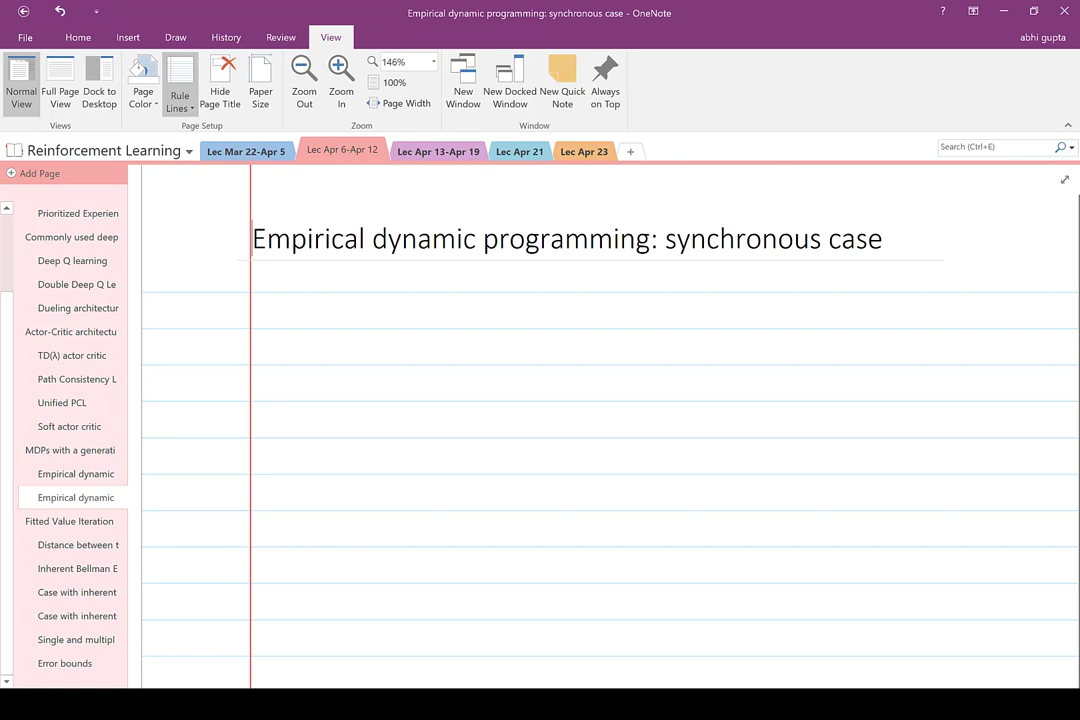 Empirical dynamic programming: synchronous case - OneNote
?
File
Home
Insert
Draw
History
Review
View
abhi gupta
Normal View
Full Page View
Dock to Desktop
Page Color
Rule Lines
Hide Page Title
Paper Size
Zoom Out
Zoom In
146%
100%
Page Width
New Window
New Docked Window
New Quick Note
Always on Top
Views
Page Setup
Zoom
Window
Reinforcement Learning
Lec Mar 22-Apr 5
Lec Apr 6-Apr 12
Lec Apr 13-Apr 19
Lec Apr 21
Lec Apr 23
+
Search (Ctrl+E)
Add Page
Prioritized Experien
Commonly used deep
Deep Q learning
Double Deep Q Le
Dueling architectur
Actor-Critic architectu
TD(λ) actor critic
Path Consistency L
Unified PCL
Soft actor critic
MDPs with a generati
Empirical dynamic
Empirical dynamic
Fitted Value Iteration
Distance between t
Inherent Bellman E
Case with inherent
Case with inherent
Single and multipl
Error bounds
Empirical dynamic programming: synchronous case